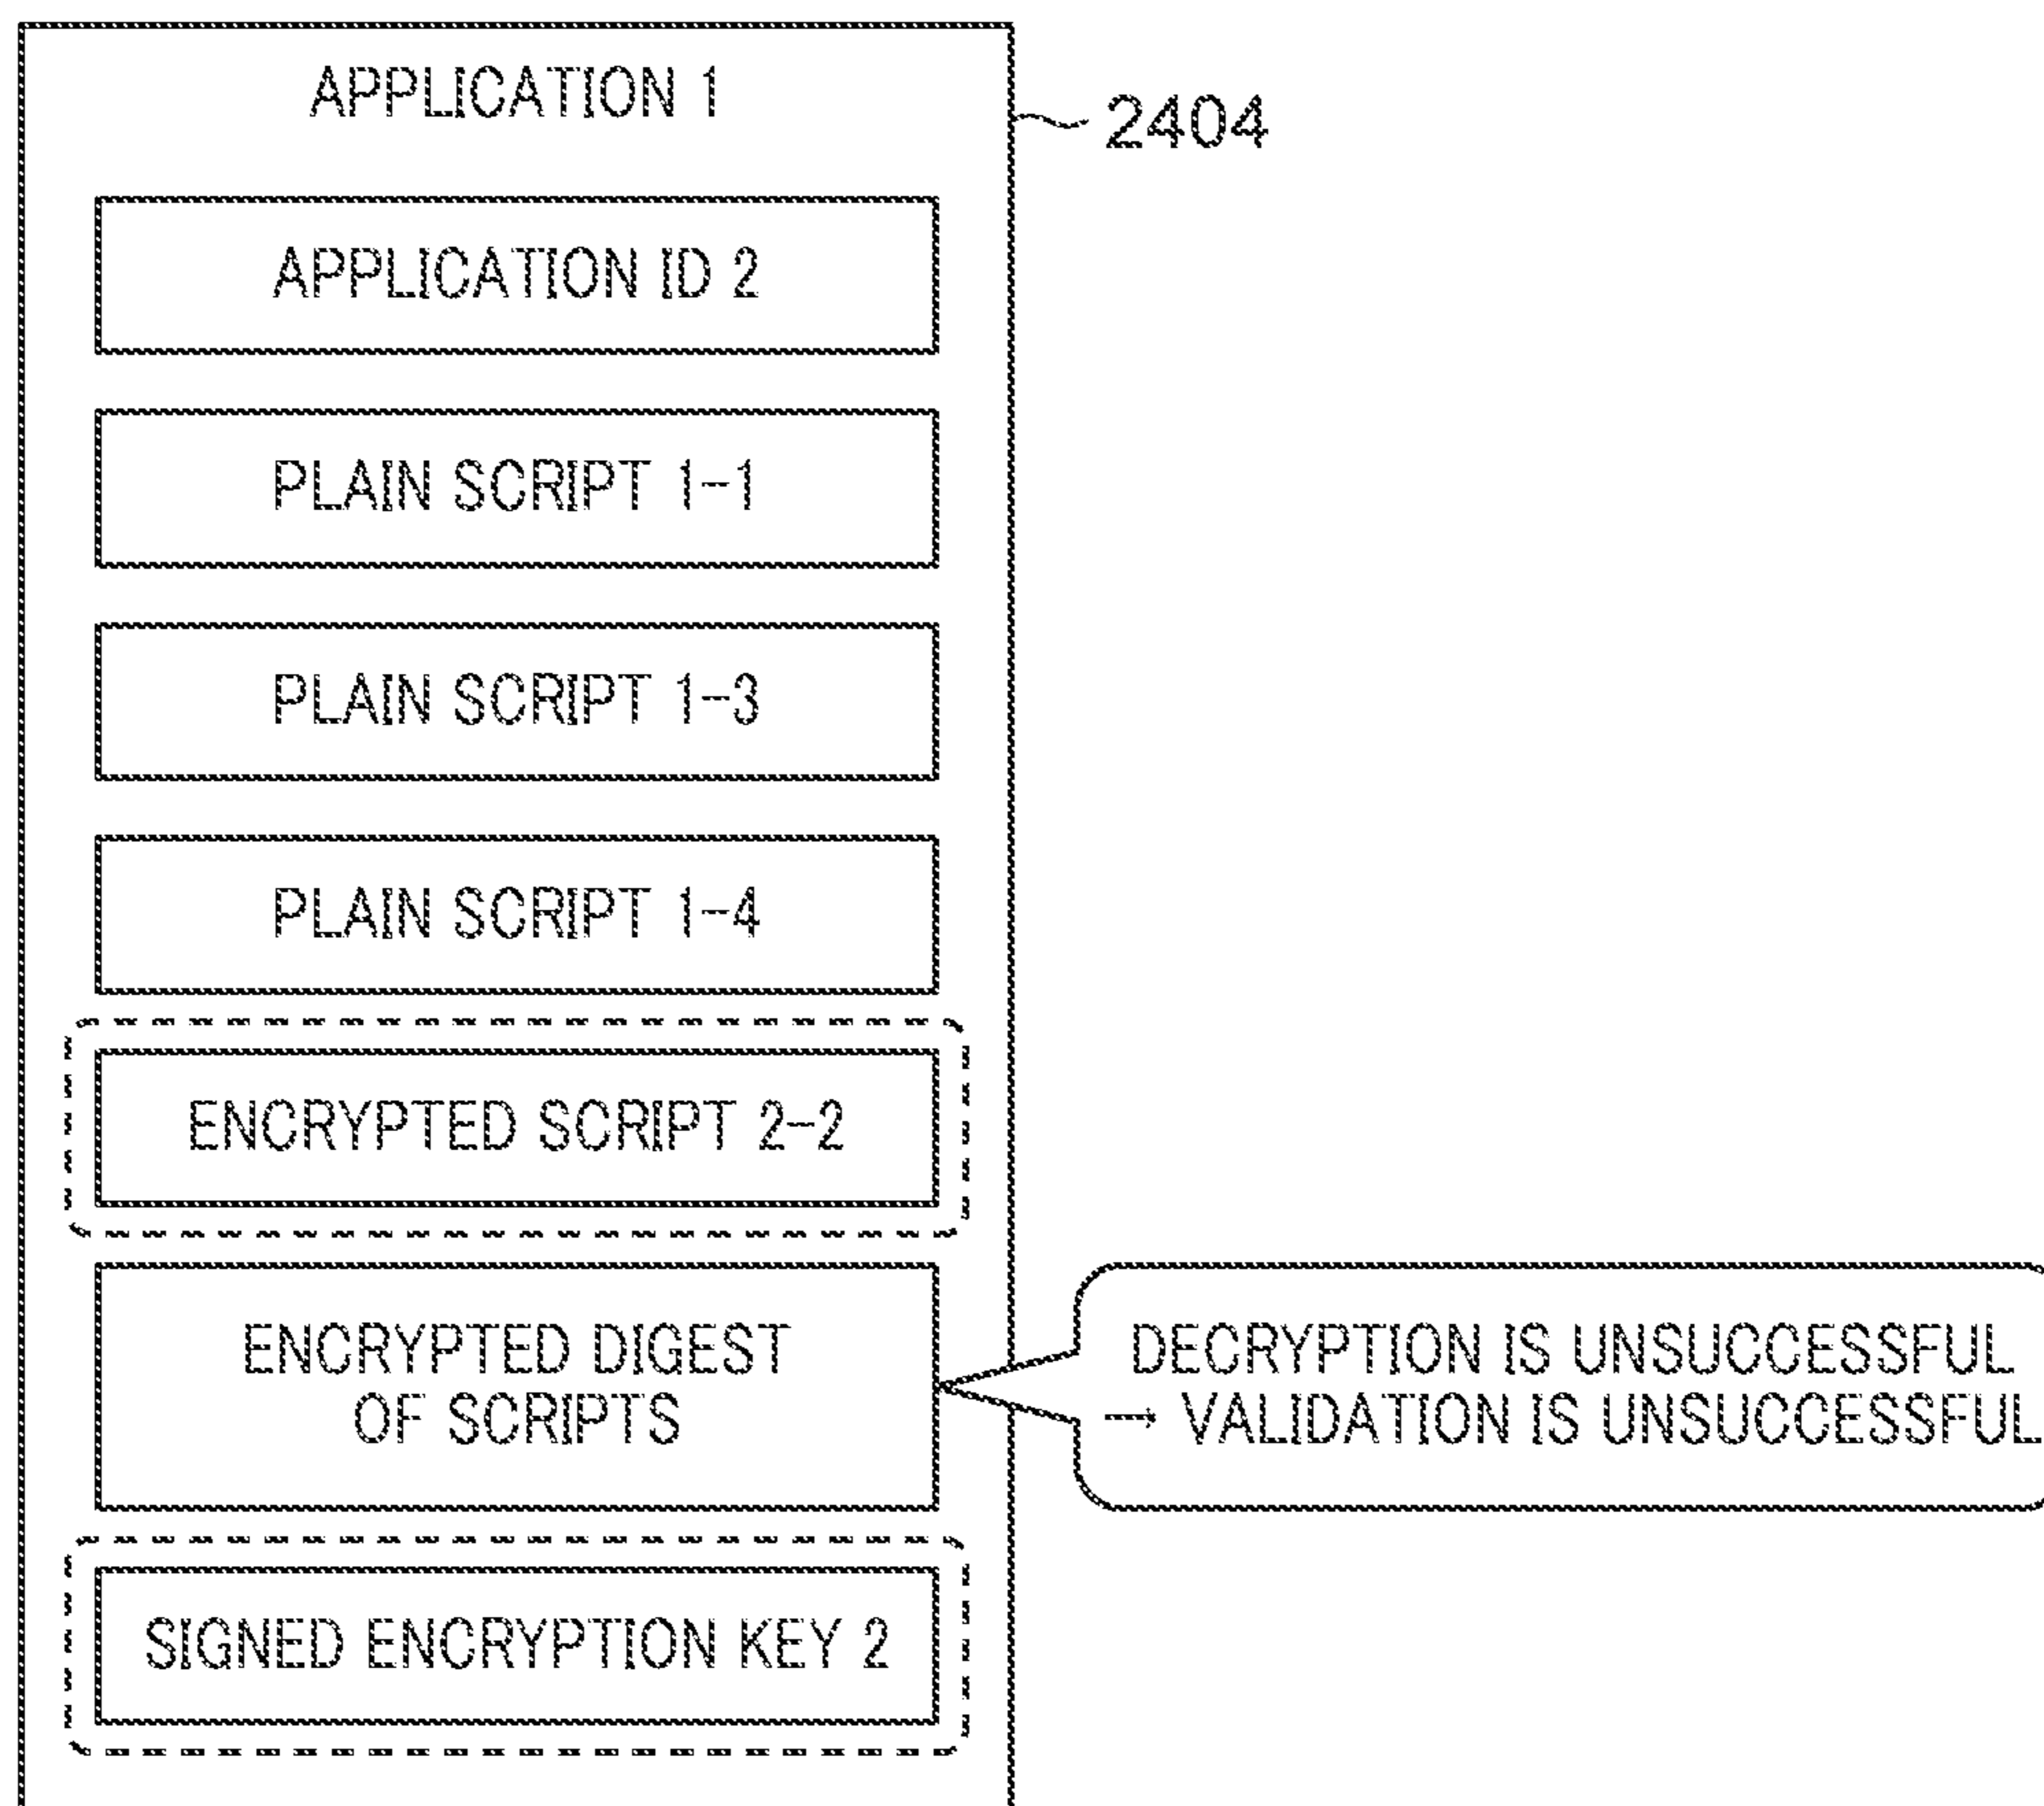 APPLICATION 1
2404
APPLICATION ID 2
PLAIN SCRIPT 1-1
PLAIN SCRIPT 1-3
PLAIN SCRIPT 1-4
ENCRYPTED SCRIPT 2-2
ENCRYPTED DIGEST
OF SCRIPTS
DECRYPTION IS UNSUCCESSFUL
→ VALIDATION IS UNSUCCESSFUL
SIGNED ENCRYPTION KEY 2